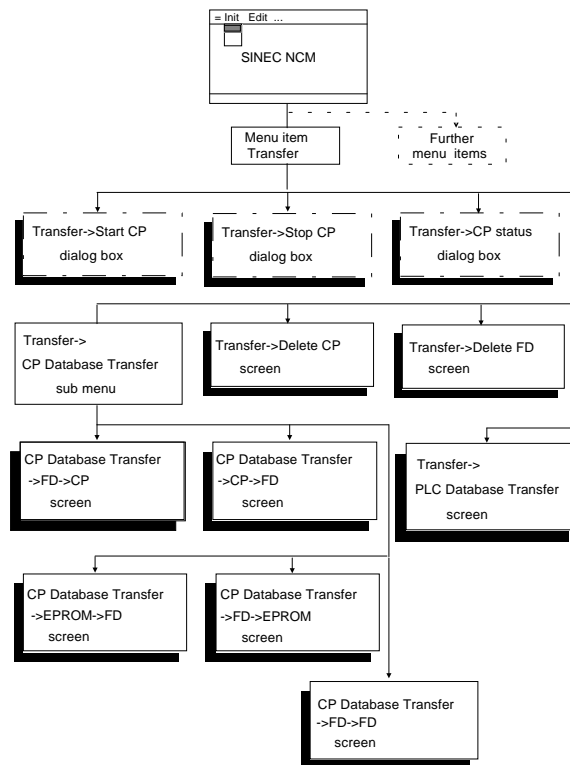 = Init Edit ...
SINEC NCM
Menu item
Transfer
Further
menu items
Transfer->Start CP
dialog box
Transfer->Stop CP
dialog box
Transfer->CP status
dialog box
Transfer->
CP Database Transfer
sub menu
Transfer->Delete CP
screen
Transfer->Delete FD
screen
CP Database Transfer
->FD->CP
screen
CP Database Transfer
->CP->FD
screen
Transfer->
PLC Database Transfer
screen
CP Database Transfer
->EPROM->FD
screen
CP Database Transfer
->FD->EPROM
screen
CP Database Transfer
->FD->FD
screen